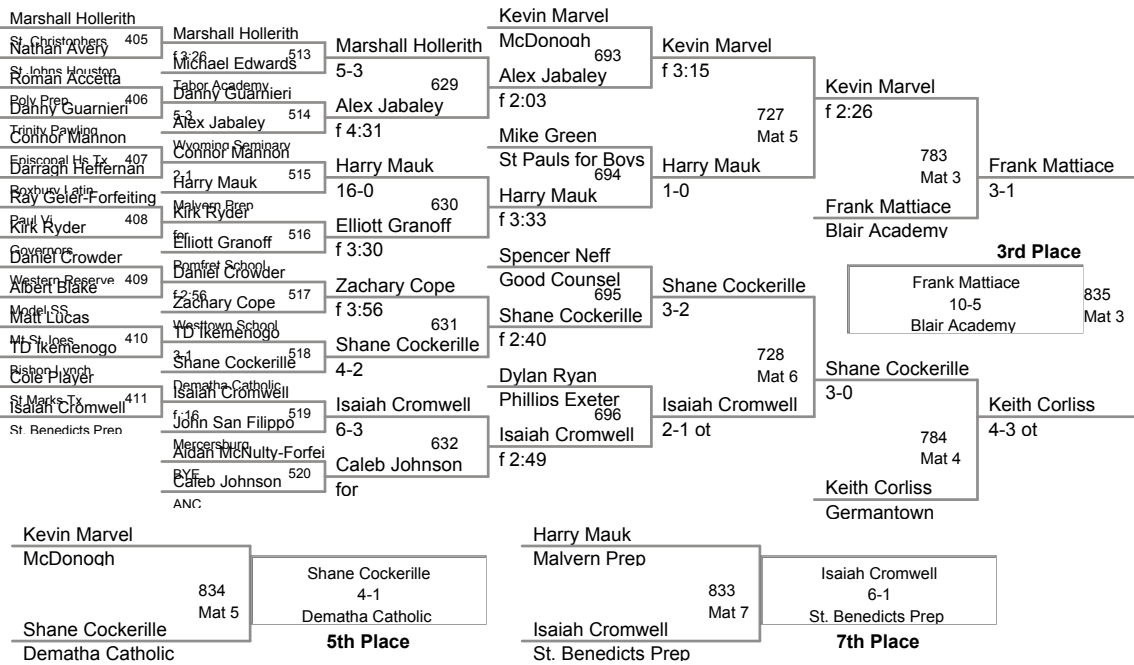 Marshall Hollerith
St. Christophers 405
Nathan Avery
St. Johns Houston
Roman Accetta
Poly Prep 406
Danny Guarnieri
Trinity Pawling
Connor Mannon
Episcopal Hs Tx 407
Darragh Heffernan
Roxbury Latin
Ray Geier-Forfeiting
Paul Vi 408
Kirk Ryder
Governors
Daniel Crowder
Western Reserve 409
Albert Blake
Model SS
Matt Lucas
Mt St Joes 410
TD Ikemenogo
Bishop Lynch
Cole Player
St Marks Tx 411
Isaiah Cromwell
St. Benedicts Prep
Marshall Hollerith
f 3:26 513
Michael Edwards
Tabor Academy
Danny Guarnieri
5-3 514
Alex Jabaley
Wyoming Seminary
Connor Mannon
2-1 515
Harry Mauk
Malvern Prep
Kirk Ryder
for 516
Elliott Granoff
Pomfret School
Daniel Crowder
f 2:56 517
Zachary Cope
Westtown School
TD Ikemenogo
3-1 518
Shane Cockerille
Dematha Catholic
Isaiah Cromwell
f :16 519
John San Filippo
Mercersburg
Aidan McNulty-Forfei
BYE 520
Caleb Johnson
ANC
Marshall Hollerith
5-3
629
Alex Jabaley
f 4:31
Harry Mauk
16-0
630
Elliott Granoff
f 3:30
Zachary Cope
f 3:56
631
Shane Cockerille
4-2
Isaiah Cromwell
6-3
632
Caleb Johnson
for
Kevin Marvel
McDonogh
693
Alex Jabaley
f 2:03
Mike Green
St Pauls for Boys
694
Harry Mauk
f 3:33
Spencer Neff
Good Counsel
695
Shane Cockerille
f 2:40
Dylan Ryan
Phillips Exeter
696
Isaiah Cromwell
f 2:49
Kevin Marvel
f 3:15
727
Mat 5
Harry Mauk
1-0
Shane Cockerille
3-2
728
Mat 6
Isaiah Cromwell
2-1 ot
Kevin Marvel
f 2:26
783
Mat 3
Frank Mattiace
Blair Academy
Shane Cockerille
3-0
784
Mat 4
Keith Corliss
Germantown
Frank Mattiace
3-1
3rd Place
Frank Mattiace
10-5
Blair Academy
835
Mat 3
Keith Corliss
4-3 ot
Kevin Marvel
McDonogh
834
Mat 5
Shane Cockerille
Dematha Catholic
Shane Cockerille
4-1
Dematha Catholic
5th Place
Harry Mauk
Malvern Prep
833
Mat 7
Isaiah Cromwell
St. Benedicts Prep
Isaiah Cromwell
6-1
St. Benedicts Prep
7th Place